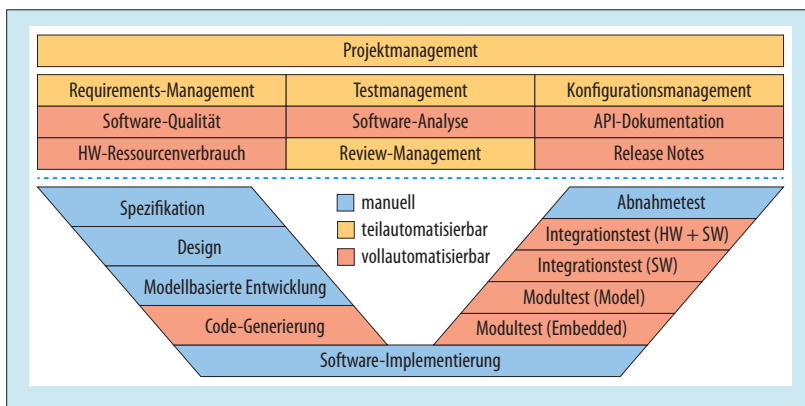 Projektmanagement
Requirements-Management
Testmanagement
Konfigurationsmanagement
Software-Qualität
Software-Analyse
API-Dokumentation
HW-Ressourcenverbrauch
Review-Management
Release Notes
Spezifikation
Design
Modellbasierte Entwicklung
Code-Generierung
manuell
teilautomatisierbar
vollautomatisierbar
Abnahmetest
Integrationstest (HW + SW)
Integrationstest (SW)
Modultest (Model)
Modultest (Embedded)
Software-Implementierung